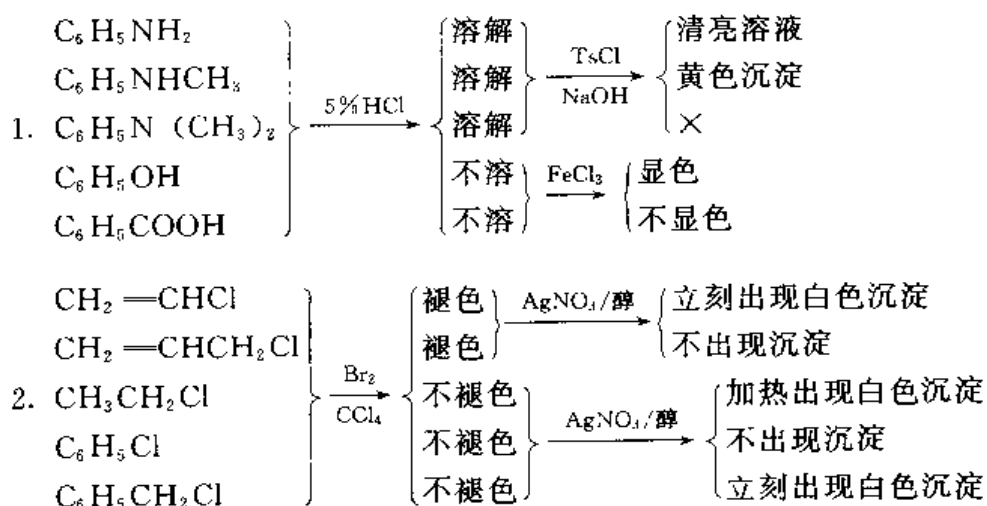 C₆H₅NH₂ 溶解 清亮溶液
C₆H₅NHCH₃ 溶解 TsCl NaOH 黄色沉淀
1. C₆H₅N (CH₃)₂ 5%HCl 溶解 ×
C₆H₅OH 不溶 FeCl₃ 显色
C₆H₅COOH 不溶 不显色
CH₂=CHCl 褪色 AgNO₃/醇 立刻出现白色沉淀
CH₂=CHCH₂Cl 褪色 不出现沉淀
2. CH₃CH₂Cl Br₂ CCl₄ 不褪色 加热出现白色沉淀
C₆H₅Cl 不褪色 AgNO₃/醇 不出现沉淀
C₆H₅CH₂Cl 不褪色 立刻出现白色沉淀